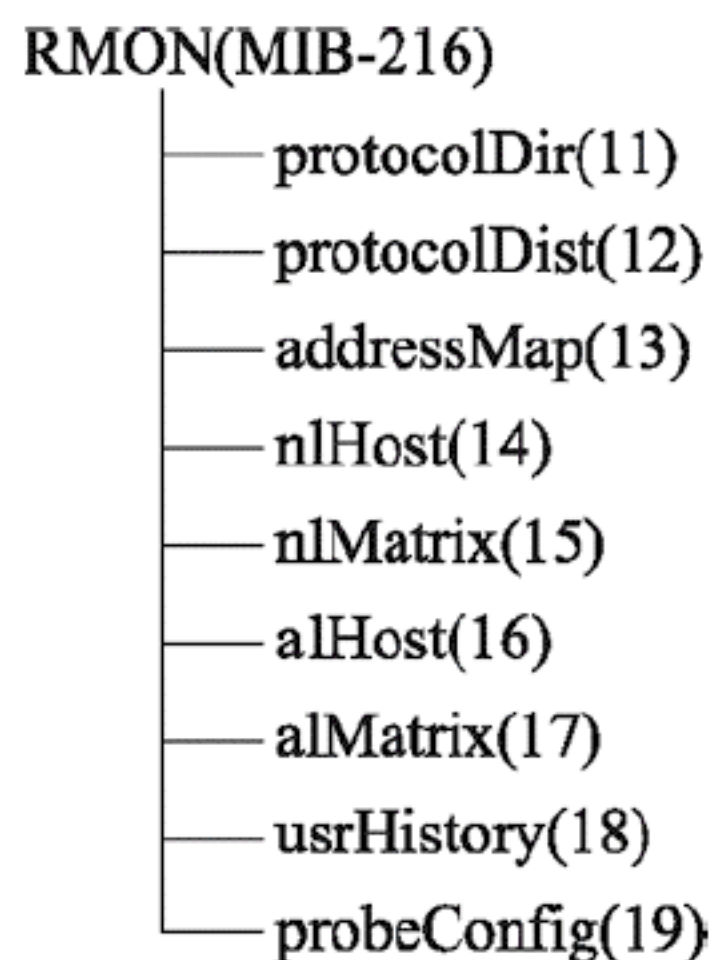 RMON(MIB-216)
protocolDir(11)
protocolDist(12)
addressMap(13)
nlHost(14)
nlMatrix(15)
alHost(16)
alMatrix(17)
usrHistory(18)
probeConfig(19)